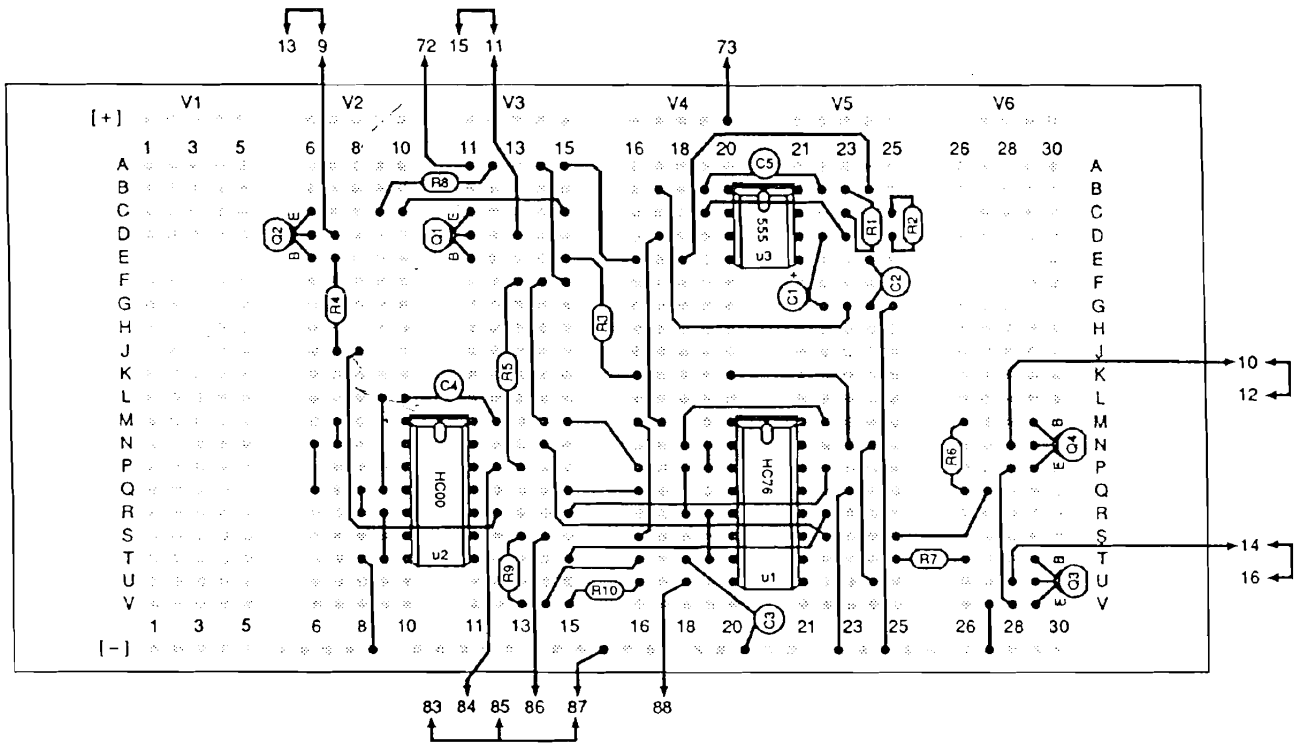 13 9 72 15 11 73
V1 V2 V3 V4 V5 V6
[+]
1 3 5 6 8 10 11 13 15 16 18 20 21 23 25 26 28 30
A A
B R8 C5 B
C E E 555 R1 R2 C
D Q2 Q1 D
E B B u3 E
F + C2 F
G R4 C1 G
H R3 H
J J
10
K R5 K
L C4 12 L
M B M
N Q4 N
P HC00 HC76 R6 E P
Q Q
R R
S S
14
T u2 R9 R7 B T
U R10 u1 Q3 16 U
V C3 E V
1 3 5 6 8 10 11 13 15 16 18 20 21 23 25 26 28 30
[-]
83 84 85 86 87 88